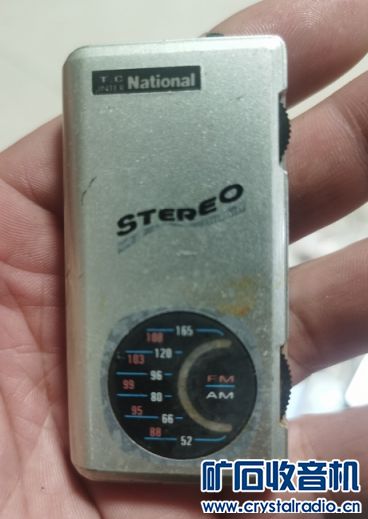 T.C
INTER National
STEREO
108 165
120
103
96
99
80
95
66
88 52
FM
AM
矿石收音机
www.crystalradio.cn